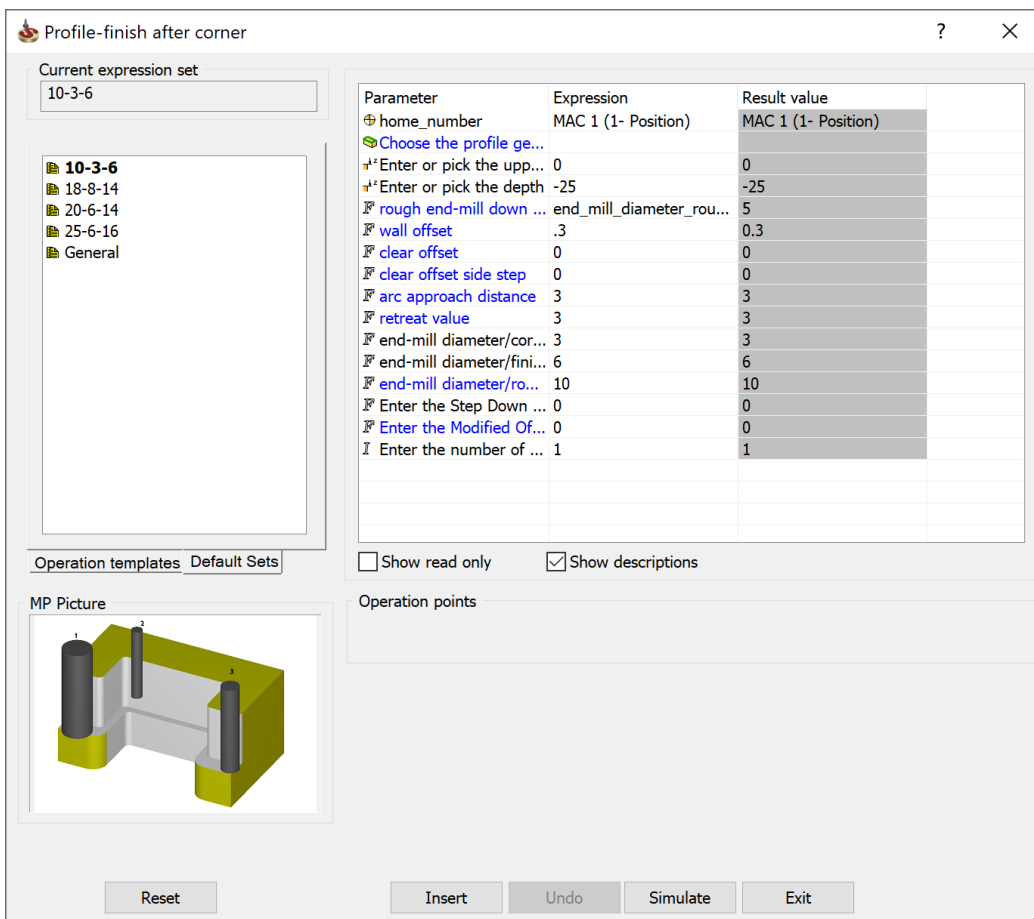 Profile-finish after corner
?
Current expression set
10-3-6
10-3-6
18-8-14
20-6-14
25-6-16
General
Operation templates Default Sets
Parameter Expression Result value
home_number MAC 1 (1- Position) MAC 1 (1- Position)
Choose the profile ge...
Enter or pick the upp... 0 0
Enter or pick the depth -25 -25
F rough end-mill down ... end_mill_diameter_rou... 5
F wall offset .3 0.3
F clear offset 0 0
F clear offset side step 0 0
F arc approach distance 3 3
F retreat value 3 3
F end-mill diameter/cor... 3 3
F end-mill diameter/fini... 6 6
F end-mill diameter/ro... 10 10
F Enter the Step Down ... 0 0
F Enter the Modified Of... 0 0
I Enter the number of ... 1 1
Show read only Show descriptions
MP Picture
1
2
3
Operation points
Reset Insert Undo Simulate Exit